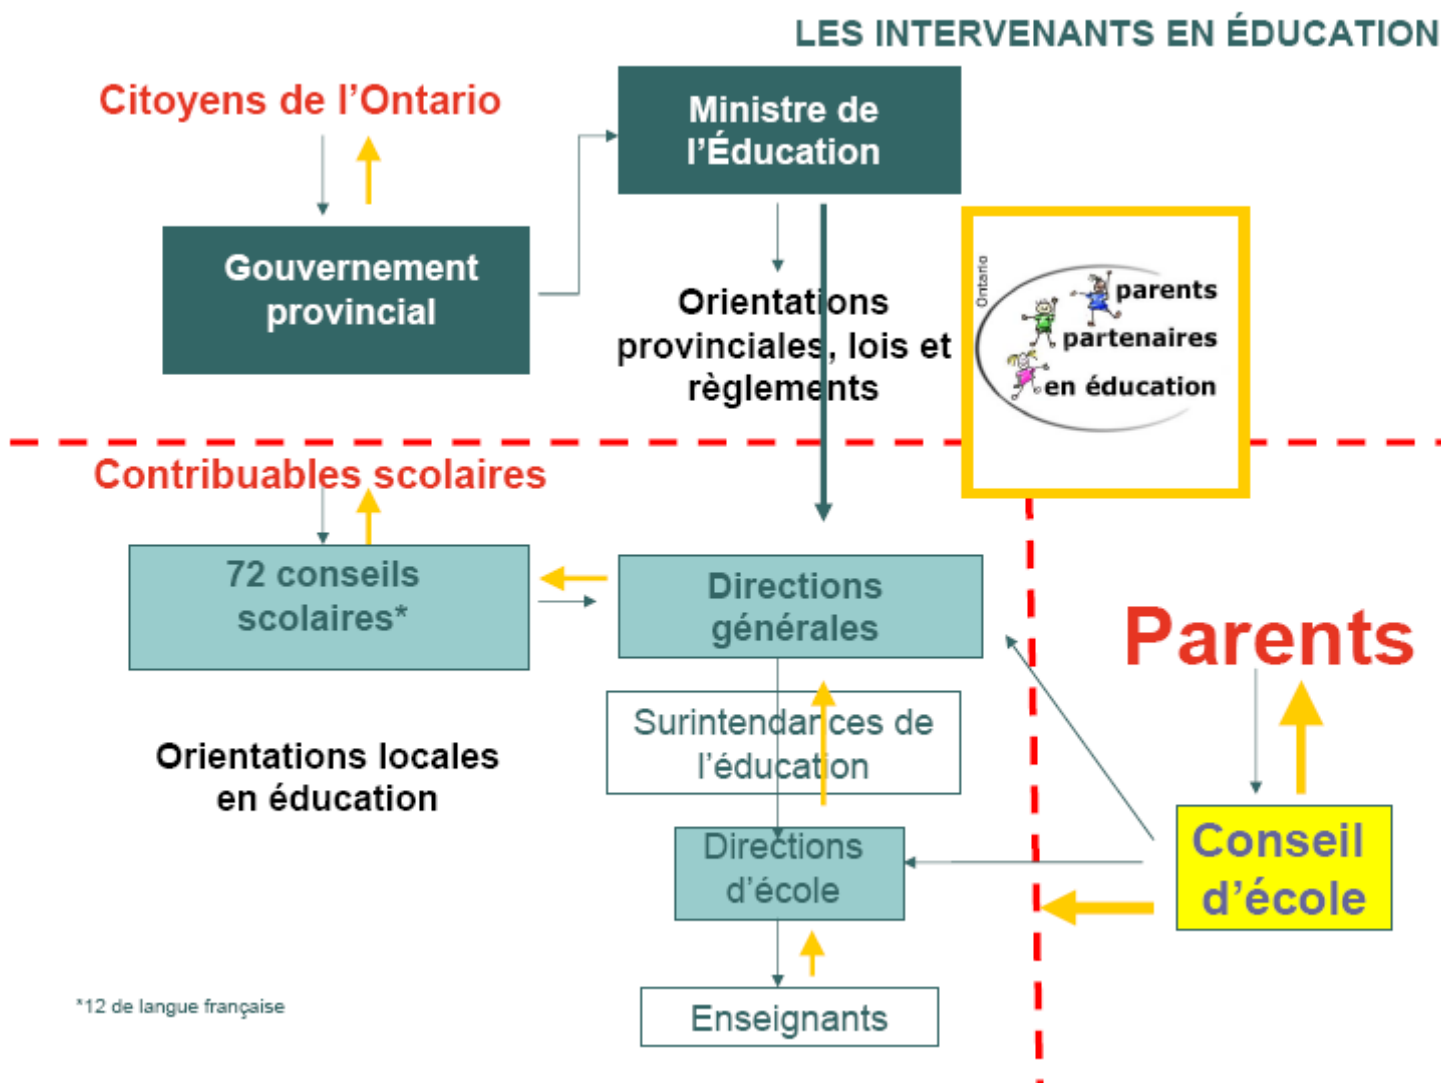 LES INTERVENANTS EN ÉDUCATION
Citoyens de l'Ontario
Ministre de
l'Éducation
Gouvernement
provincial
Orientations
provinciales, lois et
règlements
Ontario
parents
partenaires
en éducation
Contribuables scolaires
72 conseils
scolaires*
Directions
générales
Parents
Surintendances de
l'éducation
Orientations locales
en éducation
Directions
d'école
Conseil
d'école
*12 de langue française
Enseignants